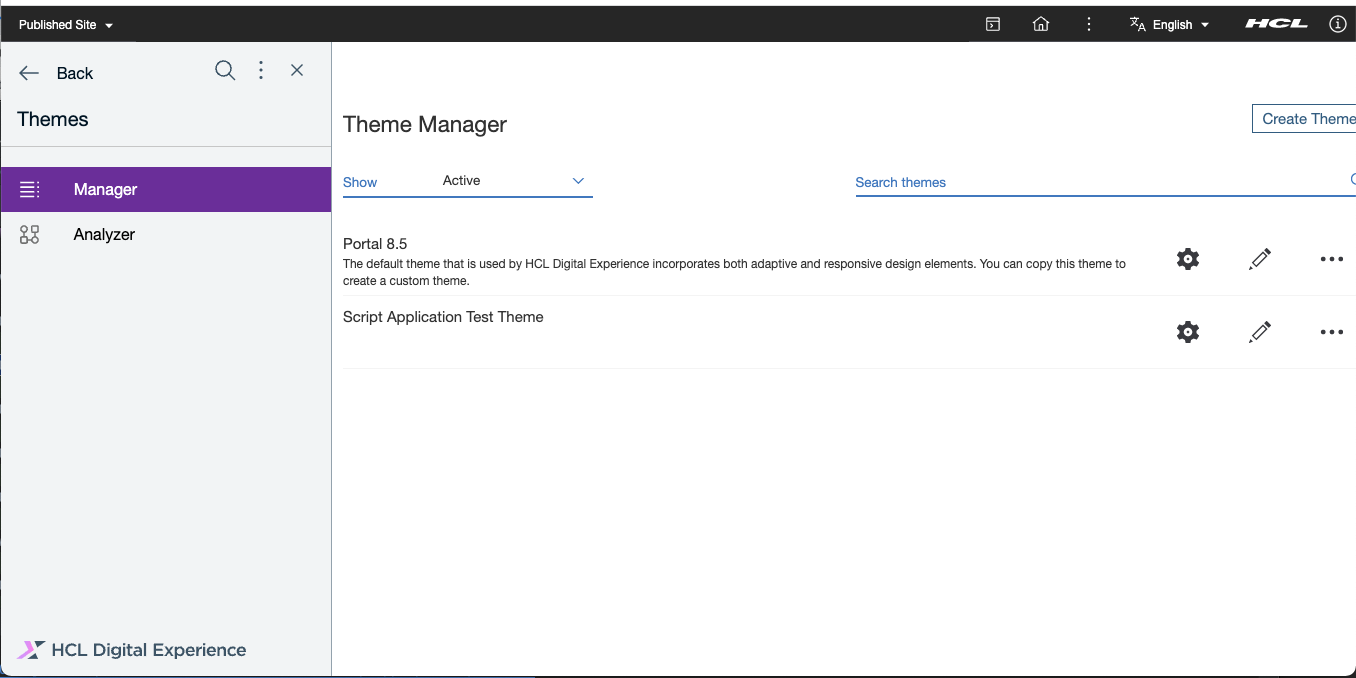 Published Site
English
HCL
Back
Themes
Manager
Analyzer
HCL Digital Experience
Theme Manager
Create Theme
Show
Active
Search themes
Portal 8.5
The default theme that is used by HCL Digital Experience incorporates both adaptive and responsive design elements. You can copy this theme to
create a custom theme.
Script Application Test Theme